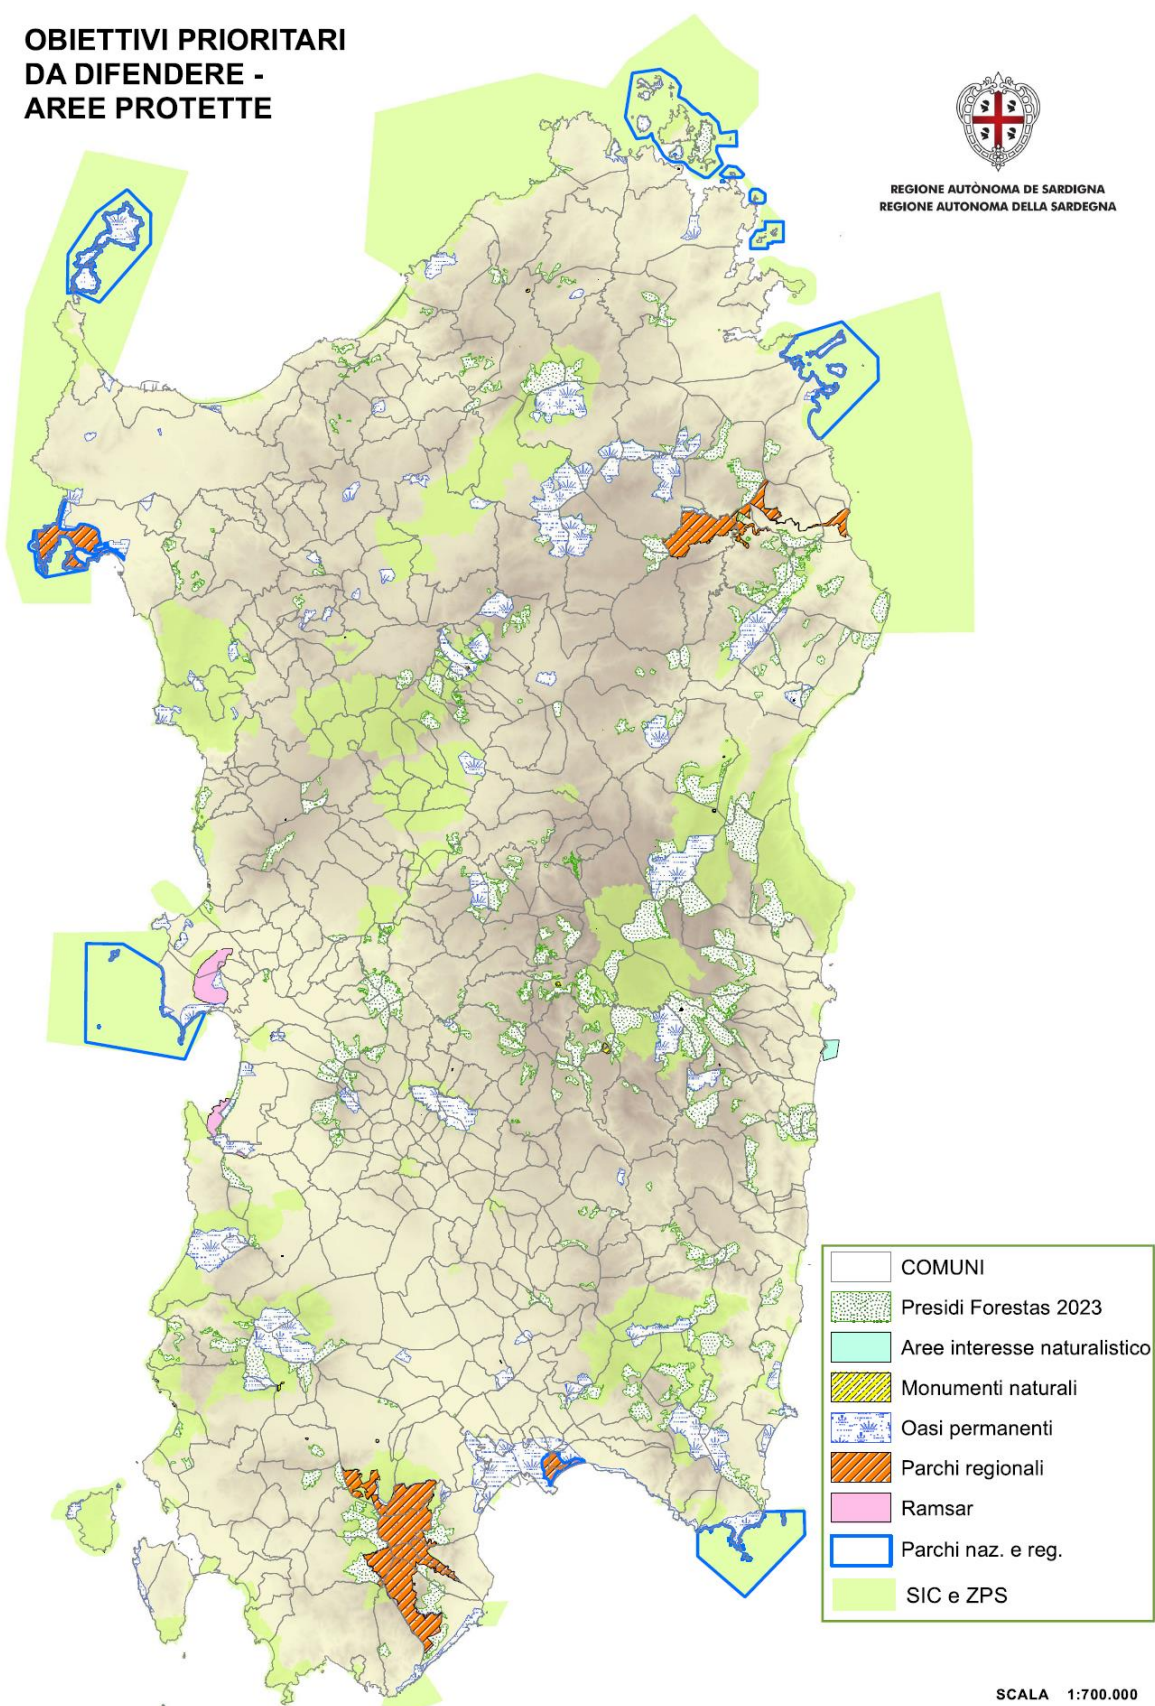 OBIETTIVI PRIORITARI
DA DIFENDERE -
AREE PROTETTE
REGIONE AUTÒNOMA DE SARDIGNA
REGIONE AUTONOMA DELLA SARDEGNA
COMUNI
Presidi Forestas 2023
Aree interesse naturalistico
Monumenti naturali
Oasi permanenti
Parchi regionali
Ramsar
Parchi naz. e reg.
SIC e ZPS
SCALA 1:700.000